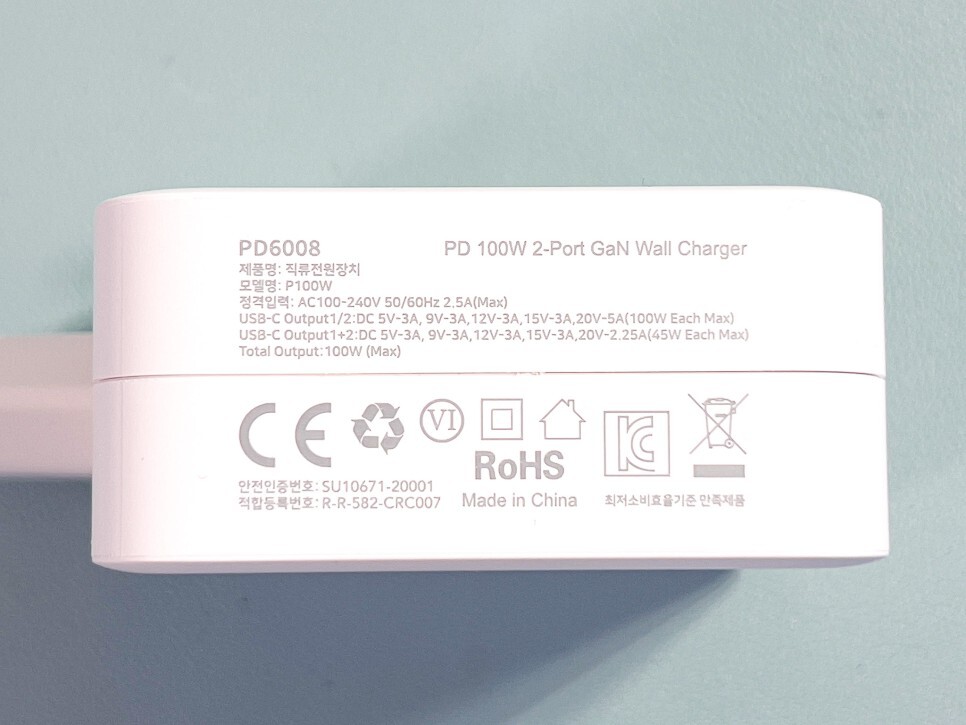 PD6008
PD 100W 2-Port GaN Wall Charger
제품명: 직류전원장치
모델명: P100W
정격입력: AC100-240V 50/60Hz 2.5A(Max)
USB-C Output1/2:DC 5V-3A, 9V-3A,12V-3A,15V-3A,20V-5A(100W Each Max)
USB-C Output1+2:DC 5V-3A, 9V-3A,12V-3A,15V-3A,20V-2.25A(45W Each Max)
Total Output:100W (Max)
CE
VI
KC
RoHS
안전인증번호: SU10671-20001
적합등록번호: R-R-582-CRC007
Made in China
최저소비효율기준 만족제품